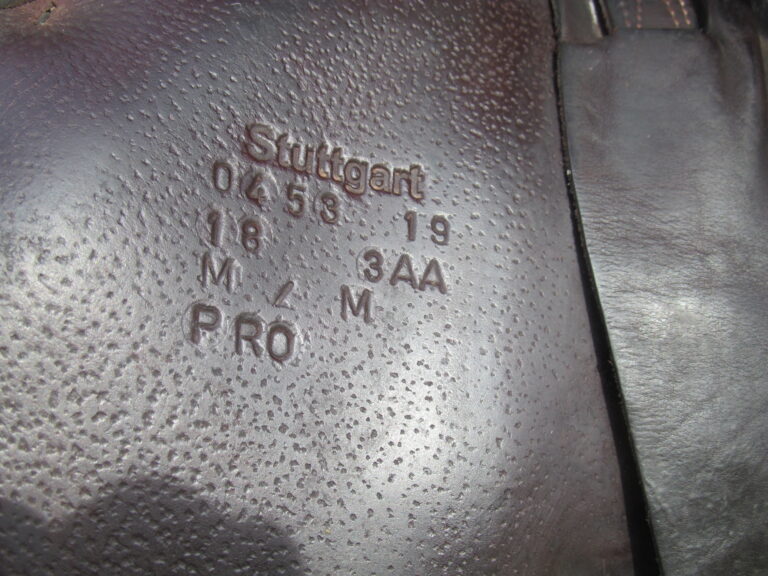 Stuttgart
0453 19
18 3AA
M / M
PRO